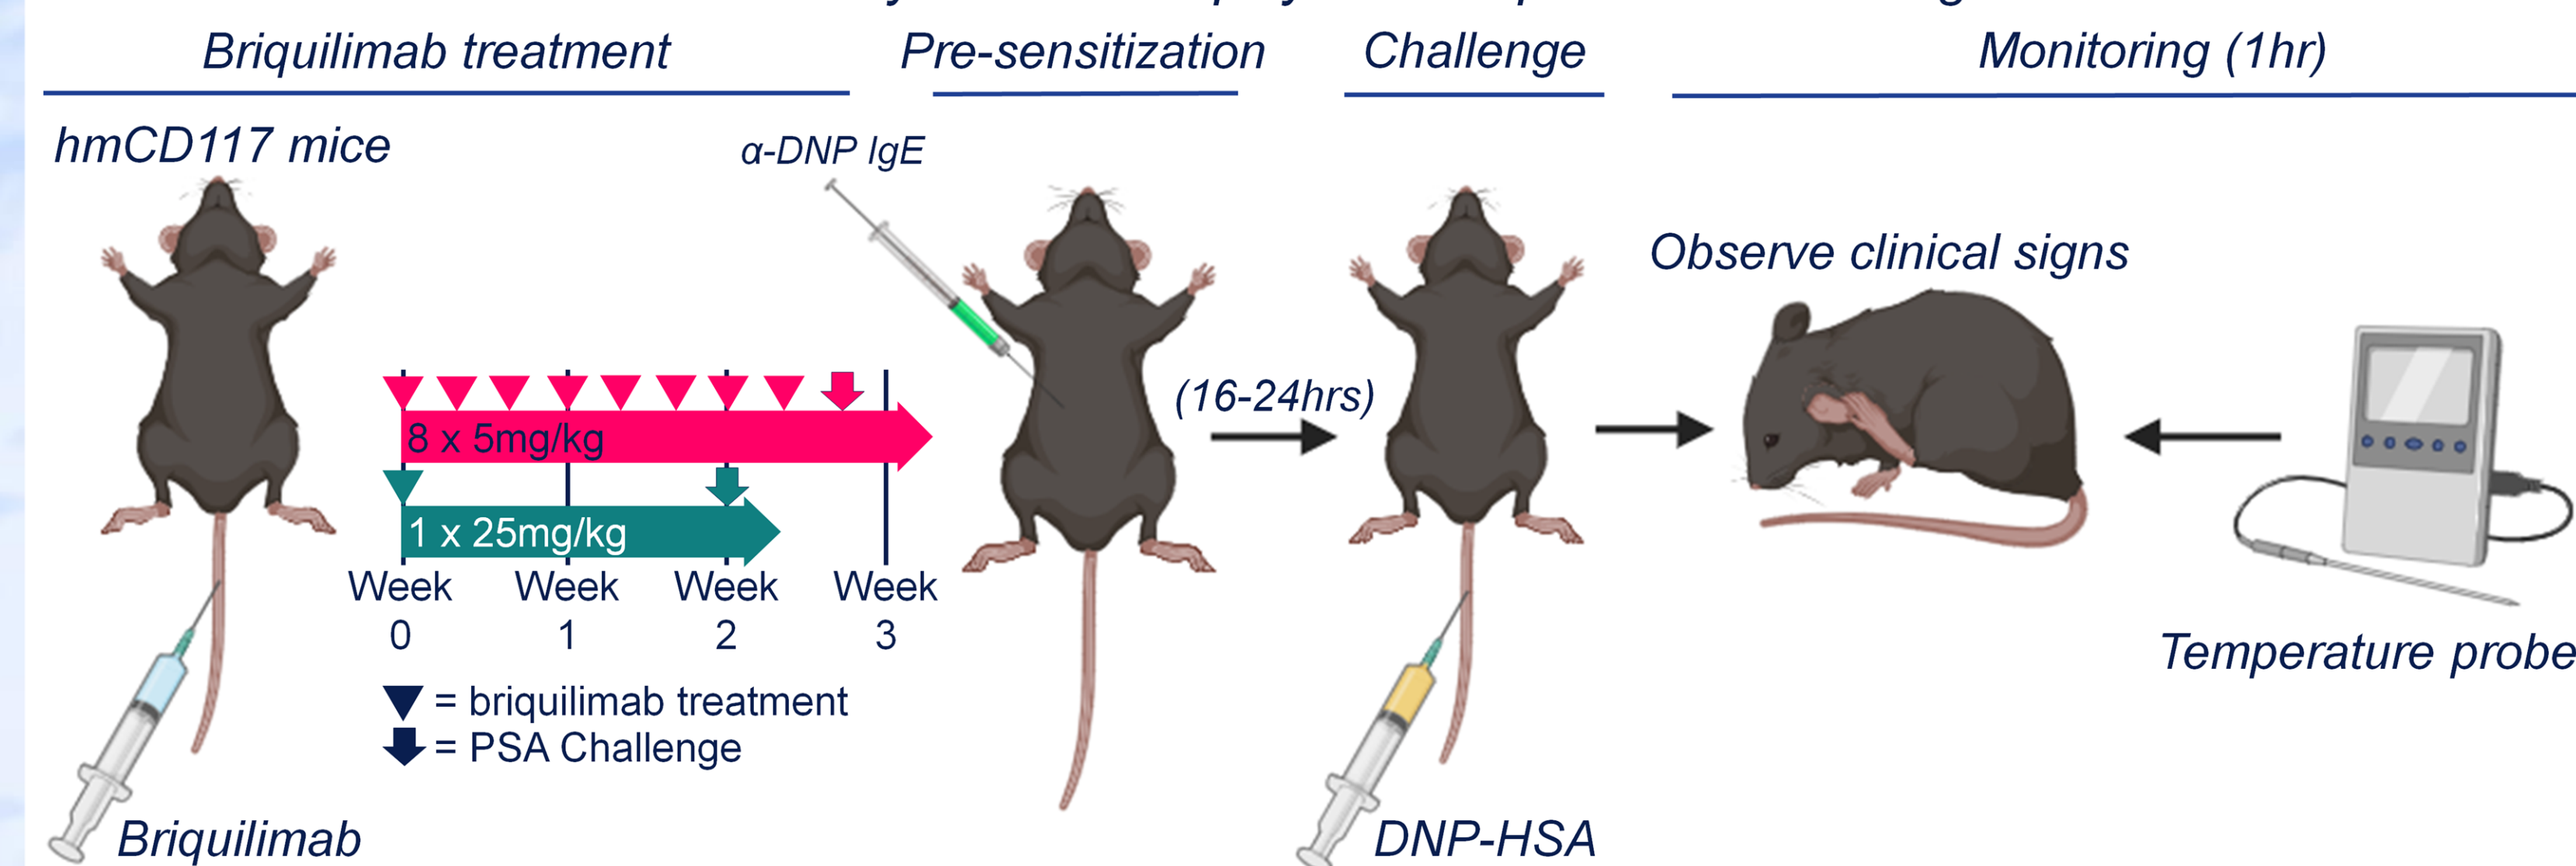 Briquilimab treatment
Pre-sensitization
Challenge
Monitoring (1hr)
hmCD117 mice
α-DNP IgE
Observe clinical signs
(16-24hrs)
8 x 5mg/kg
1 x 25mg/kg
Week Week Week Week
0 1 2 3
Temperature probe
= briquilimab treatment
= PSA Challenge
Briquilimab
DNP-HSA